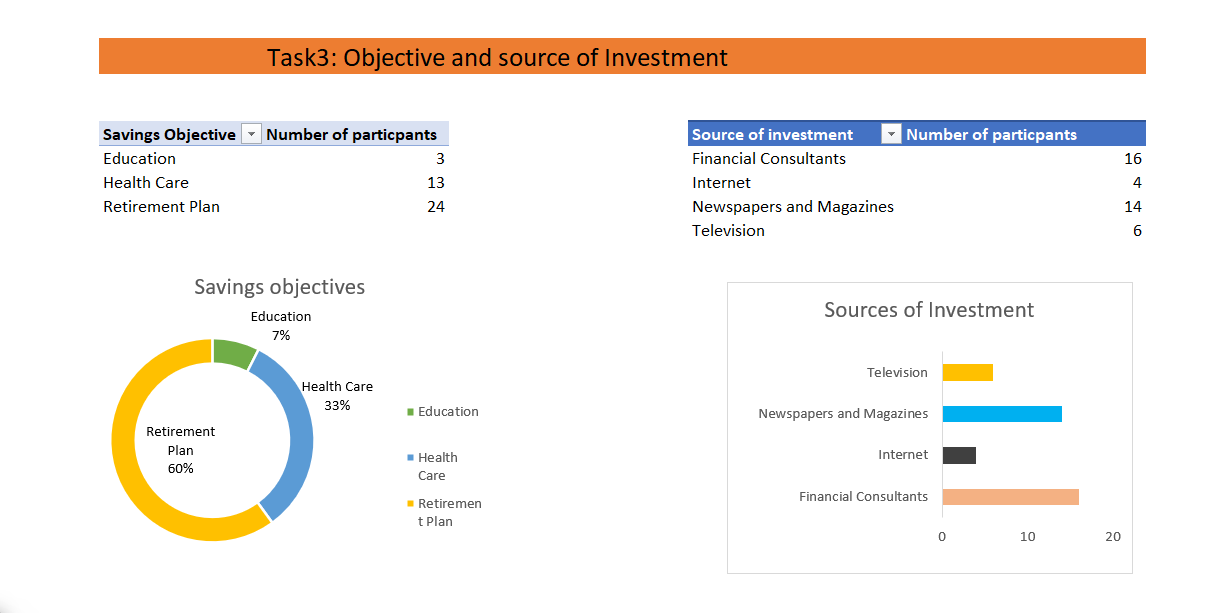 Task3: Objective and source of Investment
Savings Objective Number of particpants
Education 3
Health Care 13
Retirement Plan 24
Source of investment Number of particpants
Financial Consultants 16
Internet 4
Newspapers and Magazines 14
Television 6
Savings objectives
Education
7%
Health Care
33%
Retirement
Plan
60%
Education
Health
Care
Retiremen
t Plan
Sources of Investment
Television
Newspapers and Magazines
Internet
Financial Consultants
0 10 20